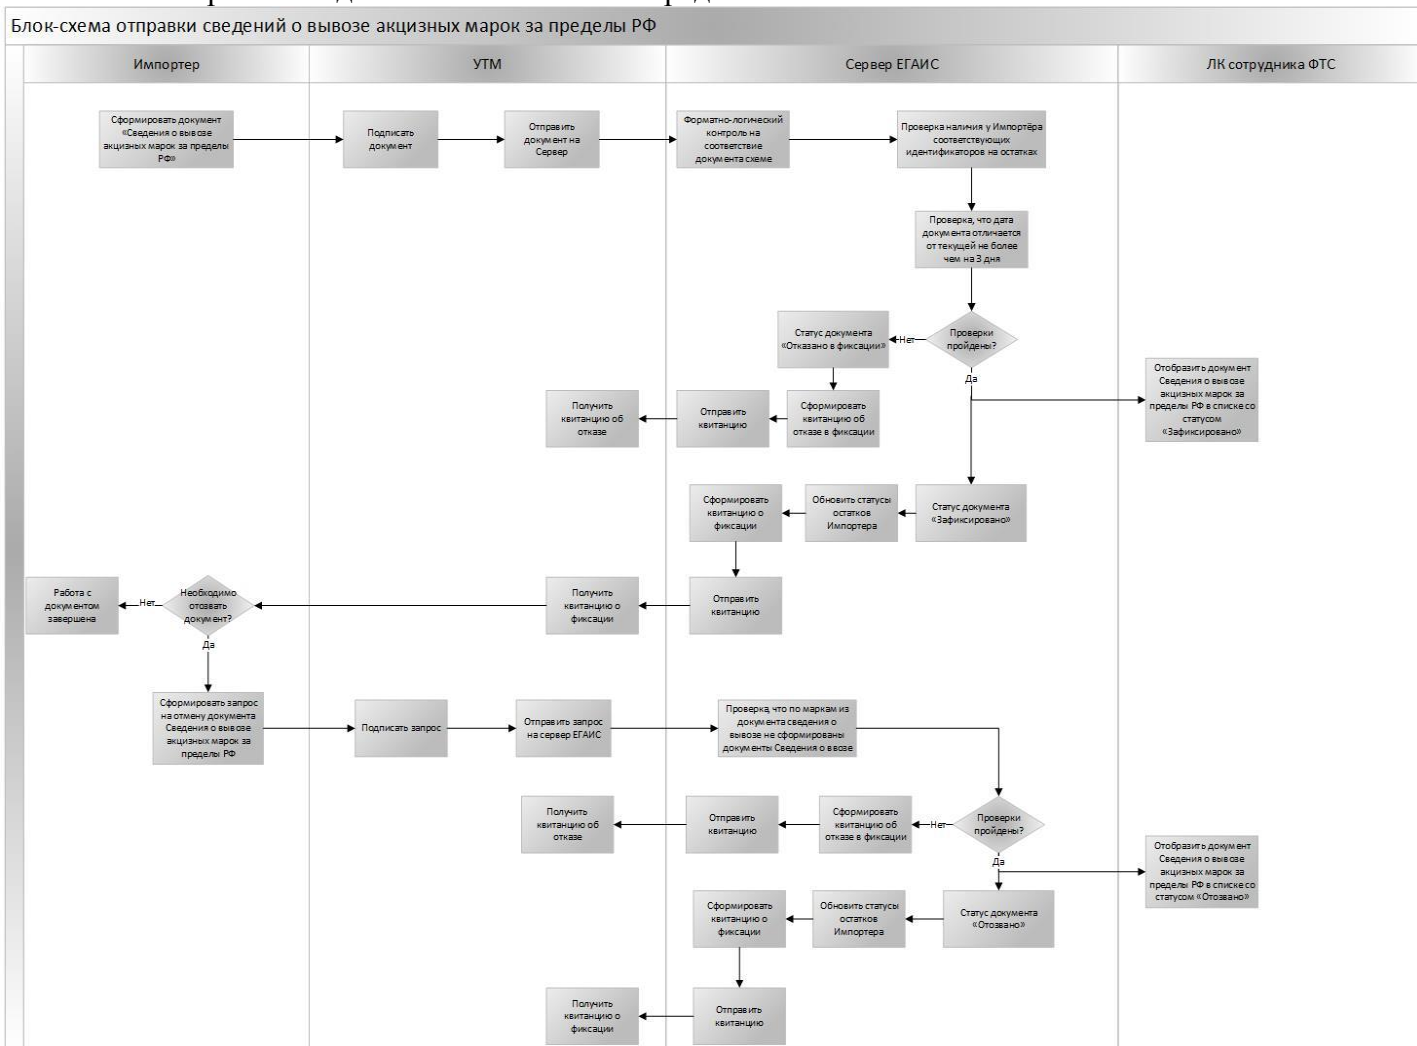 Блок-схема отправки сведений о вывозе акцизных марок за пределы РФ
Импортер
УТМ
Сервер ЕГАИС
ЛК сотрудника ФТС
Сформировать документ
«Сведения о вывозе
акцизных марок за пределы
РФ»
Подписать
документ
Отправить
документ на
Сервер
Форматно-логический
контроль на
соответствие
документа схеме
Проверка наличия у Импортёра
соответствующих
идентификаторов на остатках
Проверка, что дата
документа отличается
от текущей не более
чем на 3 дня
Проверки
пройдены?
Нет
Да
Статус документа
«Отказано в фиксации»
Отобразить документ
Сведения о вывозе
акцизных марок за
пределы РФ в списке со
статусом
«Зафиксировано»
Сформировать
квитанцию об
отказе в фиксации
Отправить
квитанцию
Получить
квитанцию об
отказе
Статус документа
«Зафиксировано»
Обновить статусы
остатков
Импортера
Сформировать
квитанцию о
фиксации
Отправить
квитанцию
Получить
квитанцию о
фиксации
Необходимо
отозвать
документ?
Нет
Да
Работа с
документом
завершена
Сформировать запрос
на отмену документа
Сведения о вывозе
акцизных марок за
пределы РФ
Подписать запрос
Отправить запрос
на сервер ЕГАИС
Проверка, что по маркам из
документа сведения о
вывозе не сформированы
документы Сведения о ввозе
Проверки
пройдены?
Нет
Да
Сформировать
квитанцию об
отказе в фиксации
Отправить
квитанцию
Получить
квитанцию об
отказе
Отобразить документ
Сведения о вывозе
акцизных марок за
пределы РФ в списке со
статусом «Отозвано»
Статус документа
«Отозвано»
Обновить статусы
остатков
Импортера
Сформировать
квитанцию о
фиксации
Отправить
квитанцию
Получить
квитанцию о
фиксации